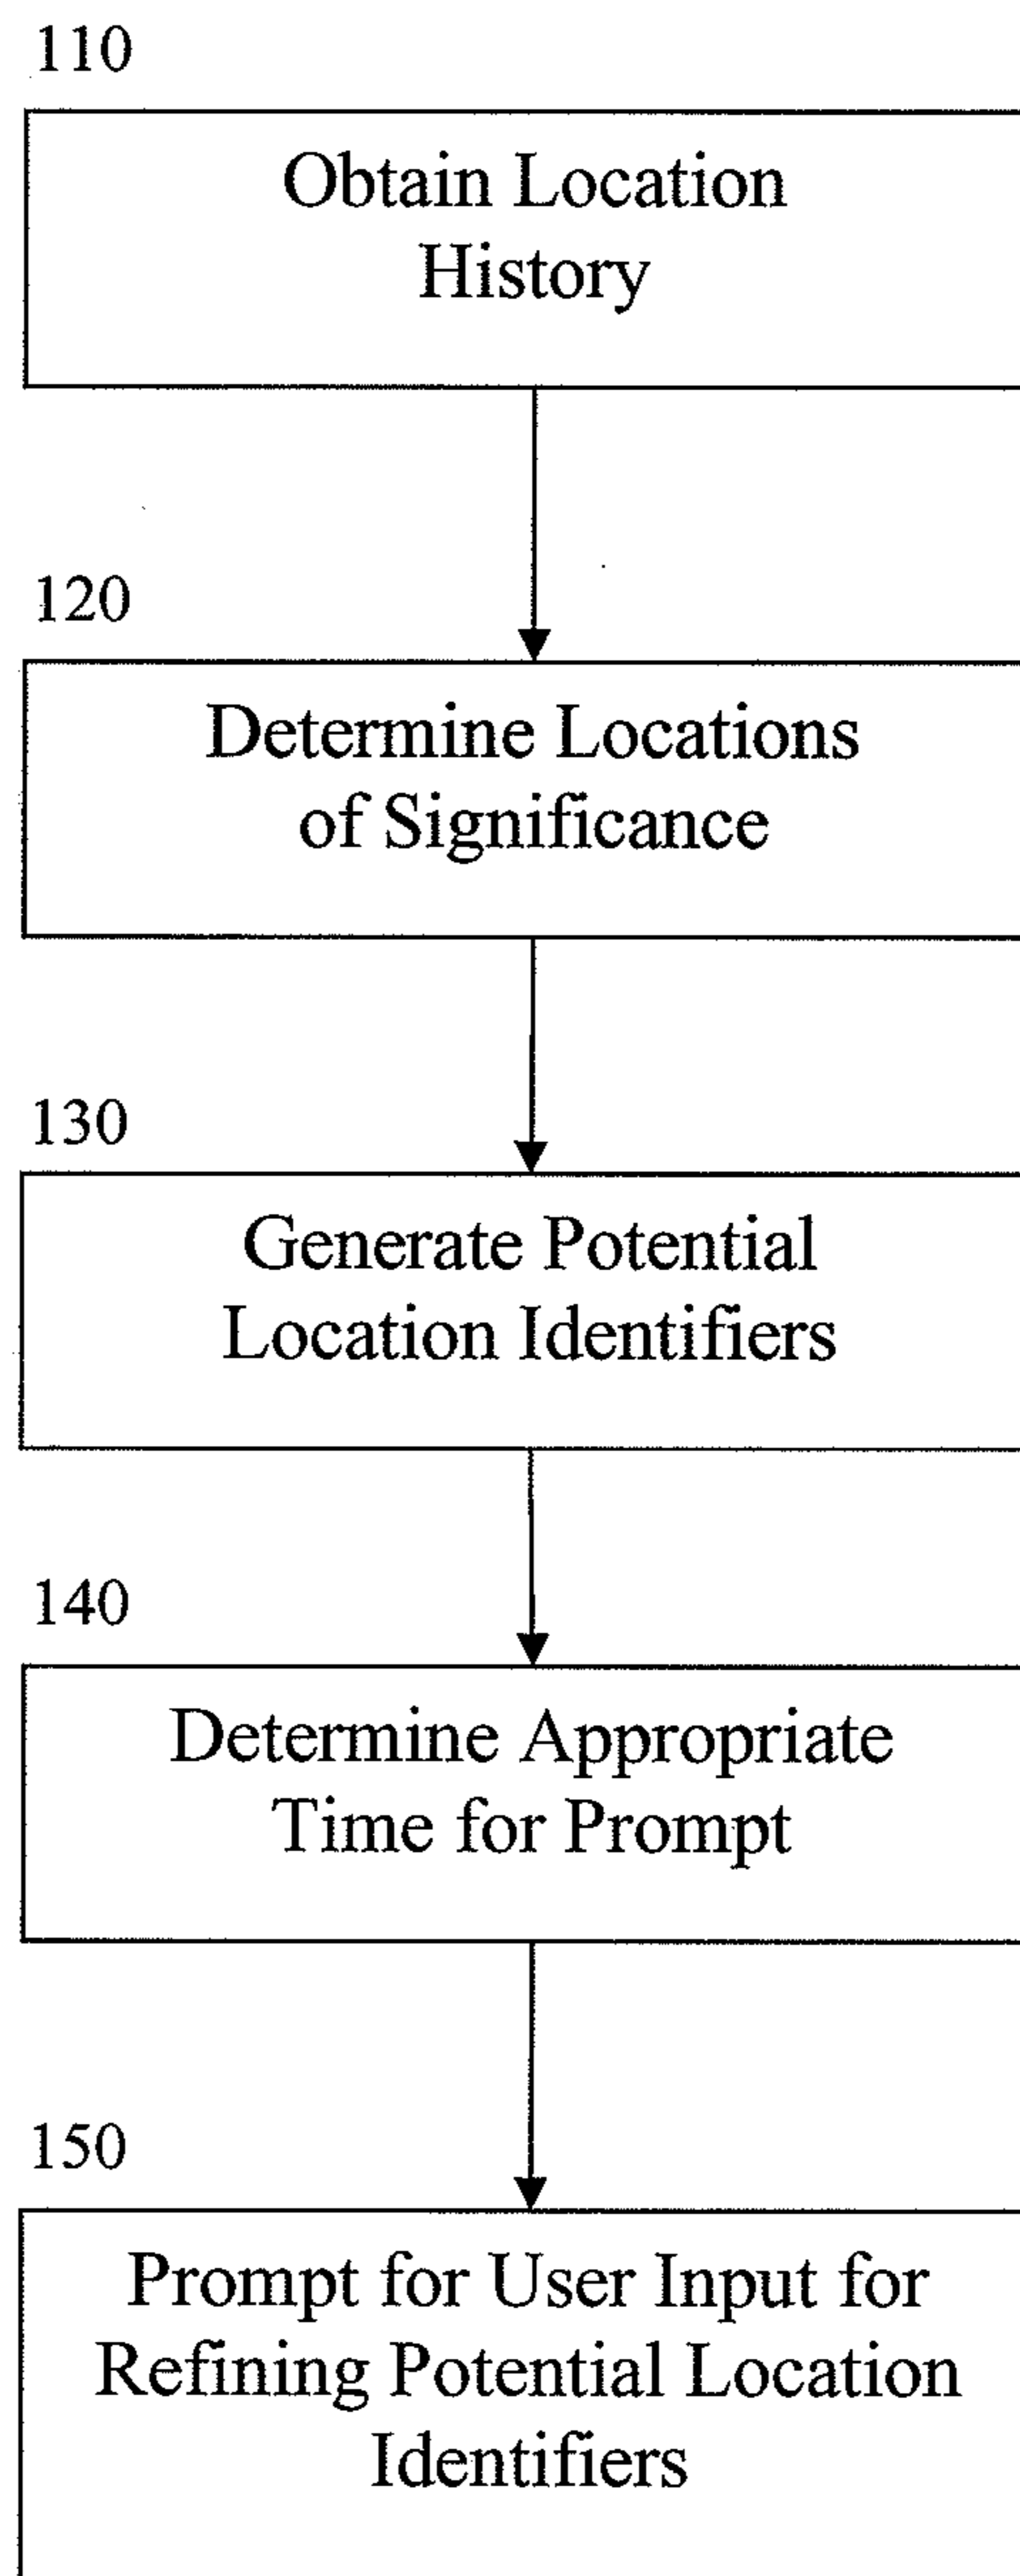 110
Obtain Location
History
120
Determine Locations
of Significance
130
Generate Potential
Location Identifiers
140
Determine Appropriate
Time for Prompt
150
Prompt for User Input for
Refining Potential Location
Identifiers